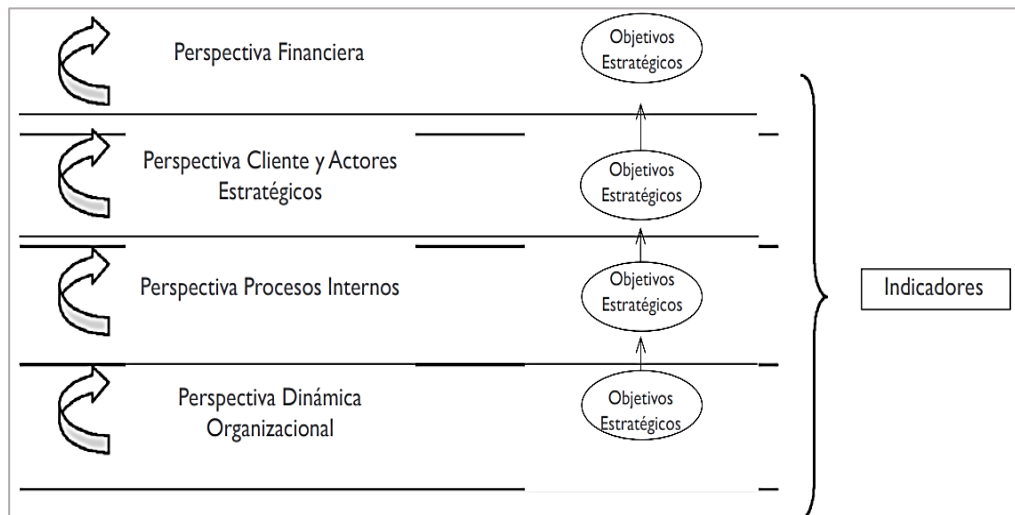 Perspectiva Financiera
Objetivos
Estratégicos
Perspectiva Cliente y Actores
Estratégicos
Objetivos
Estratégicos
Perspectiva Procesos Internos
Objetivos
Estratégicos
Indicadores
Perspectiva Dinámica
Organizacional
Objetivos
Estratégicos